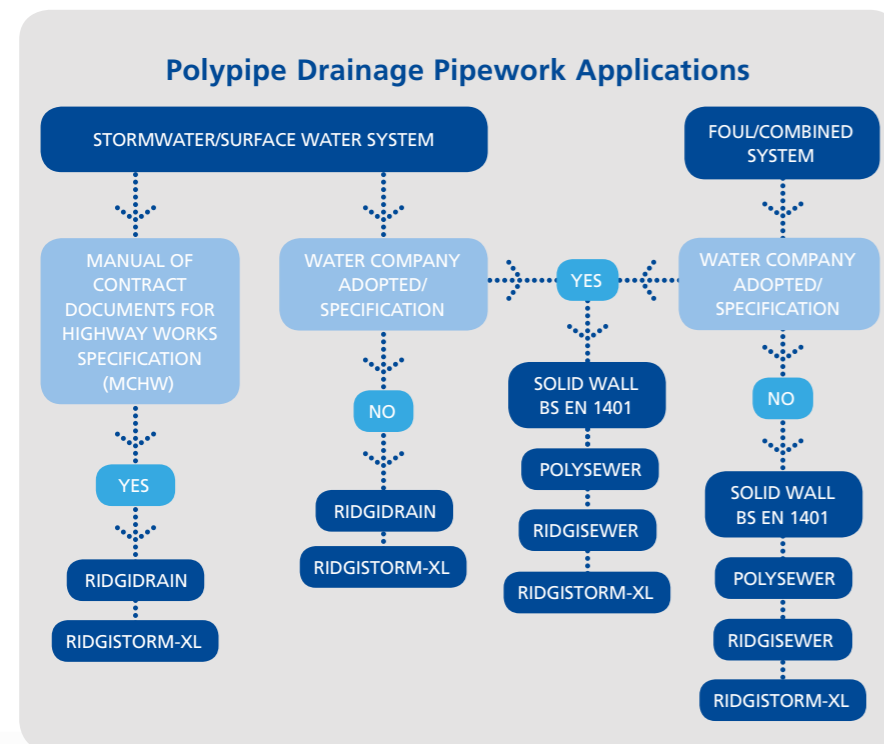 Polypipe Drainage Pipework Applications
STORMWATER/SURFACE WATER SYSTEM
FOUL/COMBINED
SYSTEM
MANUAL OF
CONTRACT
DOCUMENTS FOR
HIGHWAY WORKS
SPECIFICATION
(MCHW)
YES
RIDGIDRAIN
RIDGISTORM-XL
WATER COMPANY
ADOPTED/
SPECIFICATION
NO
RIDGIDRAIN
RIDGISTORM-XL
YES
SOLID WALL
BS EN 1401
POLYSEWER
RIDGISEWER
RIDGISTORM-XL
WATER COMPANY
ADOPTED/
SPECIFICATION
NO
SOLID WALL
BS EN 1401
POLYSEWER
RIDGISEWER
RIDGISTORM-XL